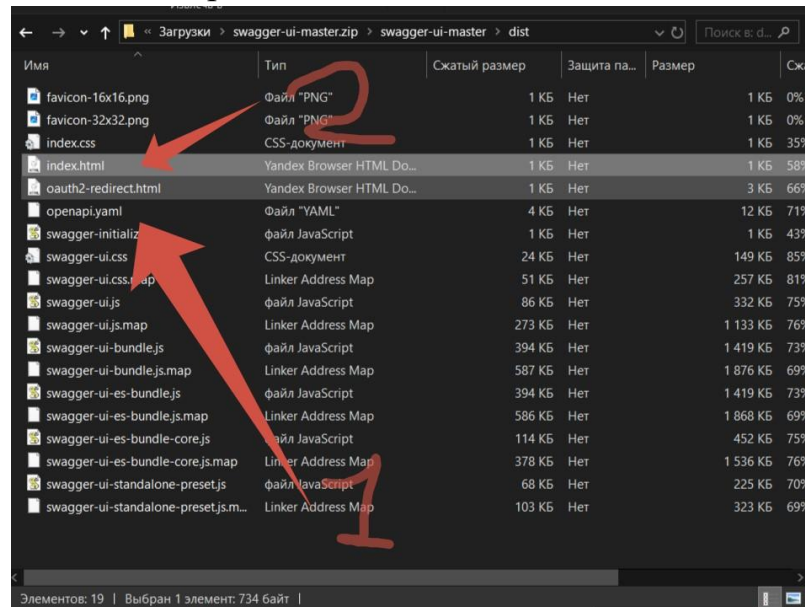 ← → ↑ « Загрузки > swagger-ui-master.zip > swagger-ui-master > dist Поиск в: d...
Имя Тип Сжатый размер Защита па... Размер
favicon-16x16.png Файл "PNG" 1 КБ Нет 1 КБ 0%
favicon-32x32.png Файл "PNG" 1 КБ Нет 1 КБ 0%
index.css CSS-документ 1 КБ Нет 1 КБ 35%
index.html Yandex Browser HTML Do... 1 КБ Нет 1 КБ 58%
oauth2-redirect.html Yandex Browser HTML Do... 1 КБ Нет 3 КБ 66%
openapi.yaml Файл "YAML" 4 КБ Нет 12 КБ 71%
swagger-initializ файл JavaScript 1 КБ Нет 1 КБ 43%
swagger-ui.css CSS-документ 24 КБ Нет 149 КБ 85%
swagger-ui.css.map Linker Address Map 51 КБ Нет 257 КБ 81%
swagger-ui.js файл JavaScript 86 КБ Нет 332 КБ 75%
swagger-ui.js.map Linker Address Map 273 КБ Нет 1 133 КБ 76%
swagger-ui-bundle.js файл JavaScript 394 КБ Нет 1 419 КБ 73%
swagger-ui-bundle.js.map Linker Address Map 587 КБ Нет 1 876 КБ 69%
swagger-ui-es-bundle.js файл JavaScript 394 КБ Нет 1 419 КБ 73%
swagger-ui-es-bundle.js.map Linker Address Map 586 КБ Нет 1 868 КБ 69%
swagger-ui-es-bundle-core.js файл JavaScript 114 КБ Нет 452 КБ 75%
swagger-ui-es-bundle-core.js.map Linker Address Map 378 КБ Нет 1 536 КБ 76%
swagger-ui-standalone-preset.js файл JavaScript 68 КБ Нет 225 КБ 70%
swagger-ui-standalone-preset.js.m... Linker Address Map 103 КБ Нет 323 КБ 69%
2
1
Элементов: 19 | Выбран 1 элемент: 734 байт |